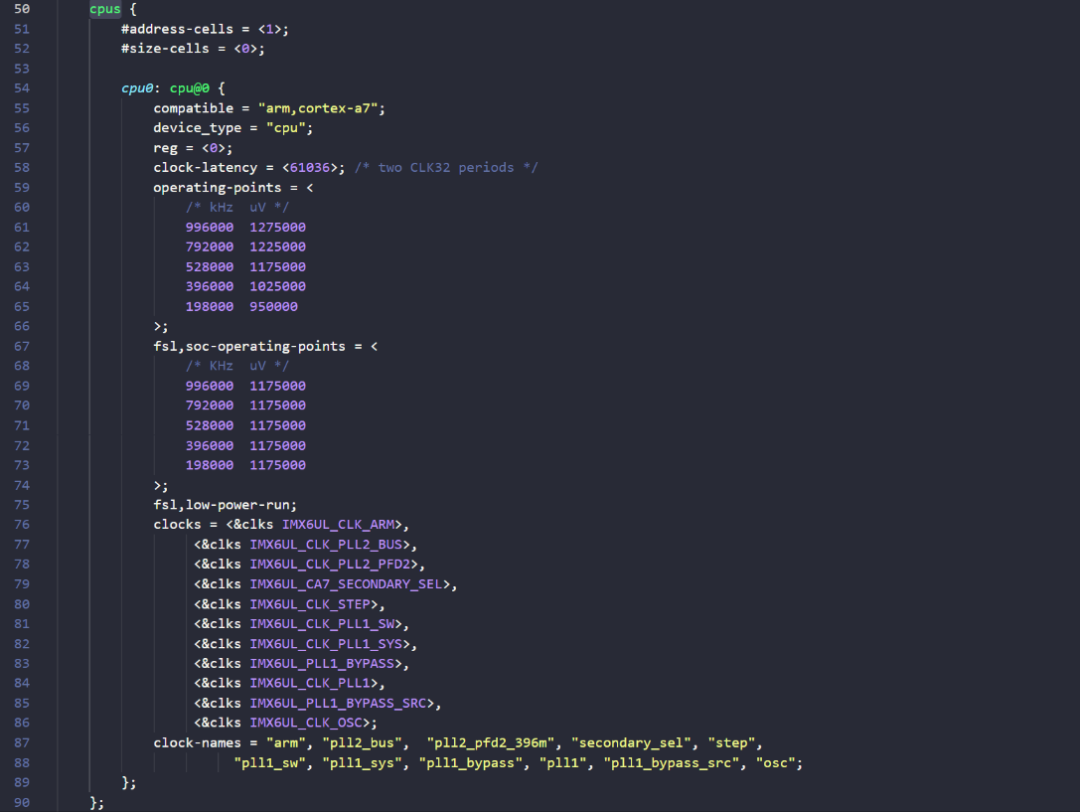 50 cpus {
51 #address-cells = <1>;
52 #size-cells = <0>;
53
54 cpu0: cpu@0 {
55 compatible = "arm,cortex-a7";
56 device_type = "cpu";
57 reg = <0>;
58 clock-latency = <61036>; /* two CLK32 periods */
59 operating-points = <
60 /* kHz uV */
61 996000 1275000
62 792000 1225000
63 528000 1175000
64 396000 1025000
65 198000 950000
66 >;
67 fsl,soc-operating-points = <
68 /* KHz uV */
69 996000 1175000
70 792000 1175000
71 528000 1175000
72 396000 1175000
73 198000 1175000
74 >;
75 fsl,low-power-run;
76 clocks = <&clks IMX6UL_CLK_ARM>,
77 <&clks IMX6UL_CLK_PLL2_BUS>,
78 <&clks IMX6UL_CLK_PLL2_PFD2>,
79 <&clks IMX6UL_CA7_SECONDARY_SEL>,
80 <&clks IMX6UL_CLK_STEP>,
81 <&clks IMX6UL_CLK_PLL1_SW>,
82 <&clks IMX6UL_CLK_PLL1_SYS>,
83 <&clks IMX6UL_PLL1_BYPASS>,
84 <&clks IMX6UL_CLK_PLL1>,
85 <&clks IMX6UL_PLL1_BYPASS_SRC>,
86 <&clks IMX6UL_CLK_OSC>;
87 clock-names = "arm", "pll2_bus", "pll2_pfd2_396m", "secondary_sel", "step",
88 "pll1_sw", "pll1_sys", "pll1_bypass", "pll1", "pll1_bypass_src", "osc";
89 };
90 };